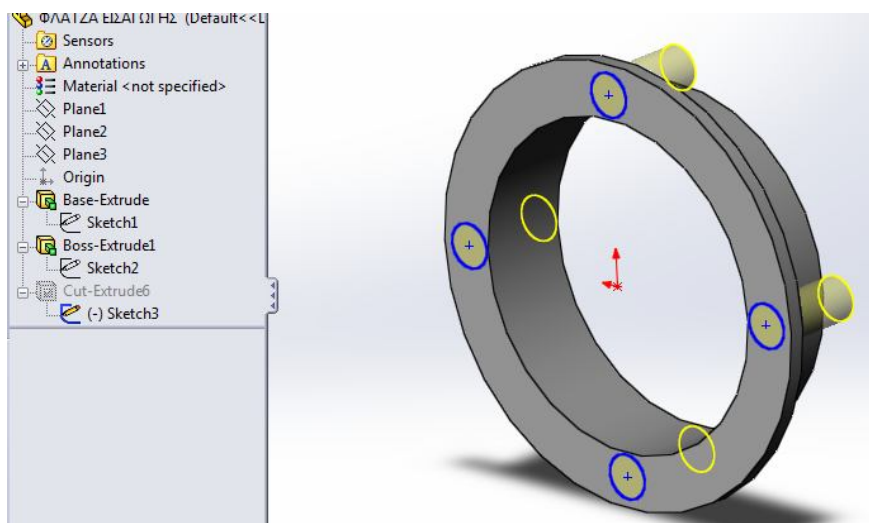 ΦΛΑΤΖΑ ΕΙΣΑΓΩΓΗΣ (Default<<D
Sensors
Annotations
Material <not specified>
Plane1
Plane2
Plane3
Origin
Base-Extrude
Sketch1
Boss-Extrude1
Sketch2
Cut-Extrude6
(-) Sketch3